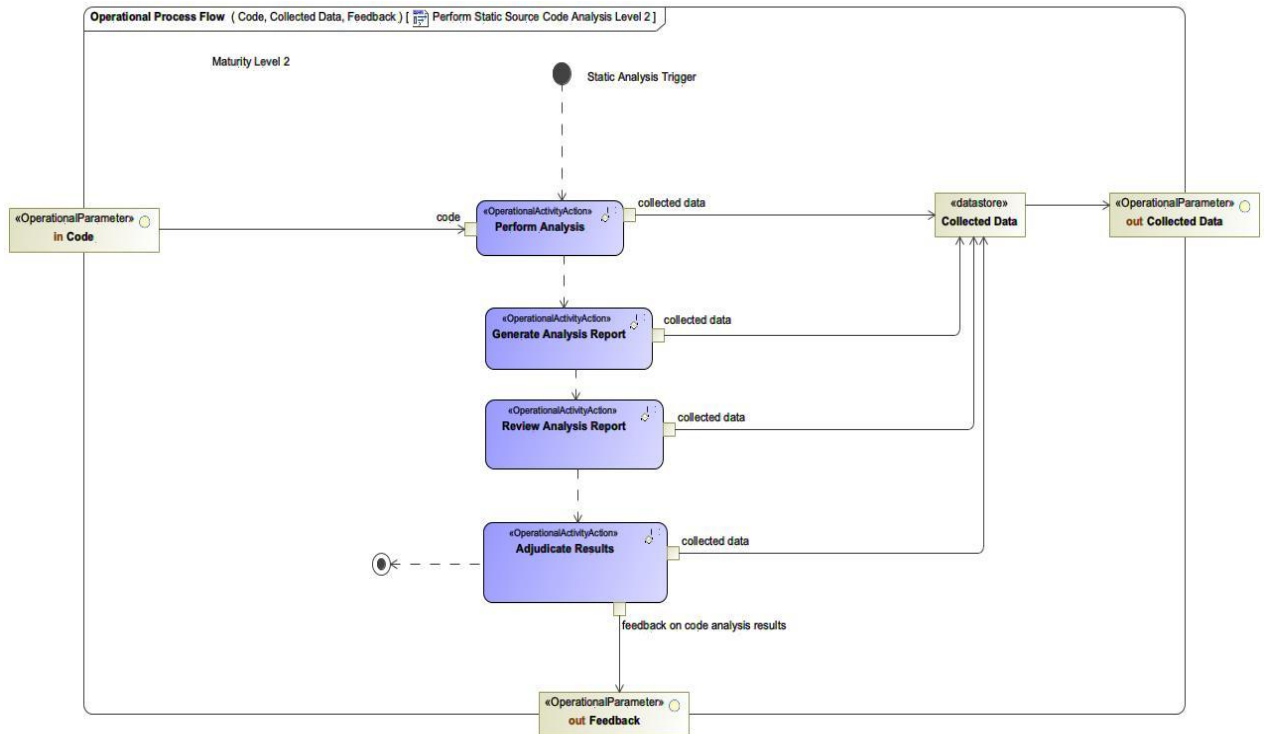 Operational Process Flow ( Code, Collected Data, Feedback ) [ Perform Static Source Code Analysis Level 2 ]
Maturity Level 2
Static Analysis Trigger
«OperationalParameter»
in Code
code
«OperationalActivityAction»
Perform Analysis
collected data
«datastore»
Collected Data
«OperationalParameter»
out Collected Data
«OperationalActivityAction»
Generate Analysis Report
collected data
«OperationalActivityAction»
Review Analysis Report
collected data
«OperationalActivityAction»
Adjudicate Results
collected data
feedback on code analysis results
«OperationalParameter»
out Feedback